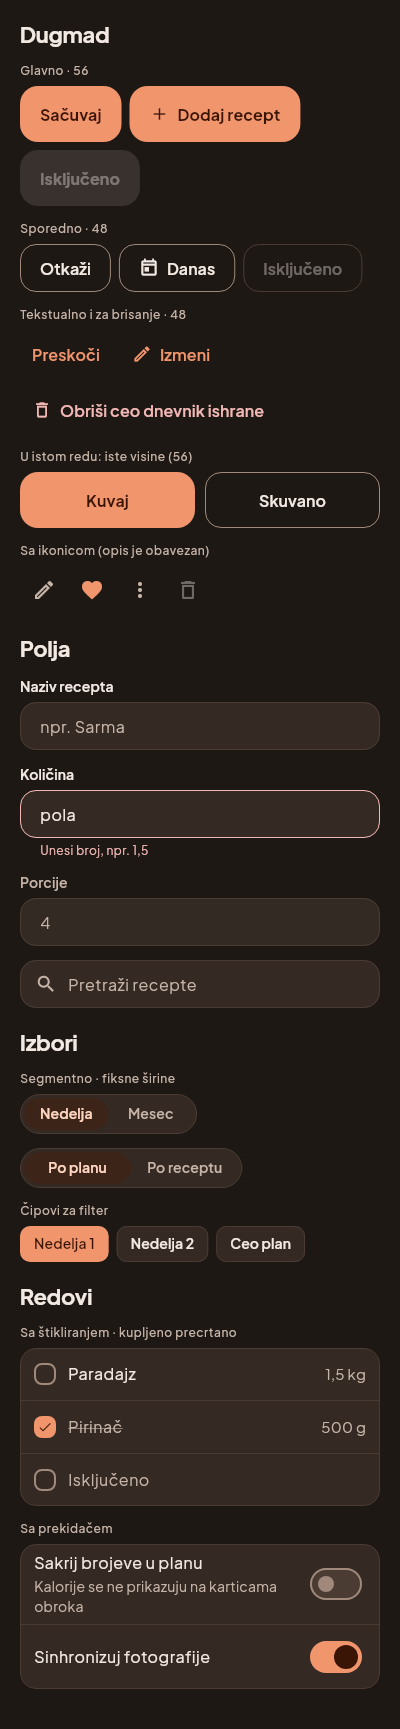 Dugmad
Glavno · 56
Sačuvaj
Dodaj recept
Isključeno
Sporedno · 48
Otkaži
Danas
Isključeno
Tekstualno i za brisanje · 48
Preskoči
Izmeni
Obriši ceo dnevnik ishrane
U istom redu: iste visine (56)
Kuvaj
Skuvano
Sa ikonicom (opis je obavezan)
Polja
Naziv recepta
npr. Sarma
Količina
pola
Unesi broj, npr. 1,5
Porcije
4
Pretraži recepte
Izbori
Segmentno · fiksne širine
Nedelja
Mesec
Po planu
Po receptu
Čipovi za filter
Nedelja 1
Nedelja 2
Ceo plan
Redovi
Sa štikliranjem · kupljeno precrtano
Paradajz
1,5 kg
Pirinač
500 g
Isključeno
Sa prekidačem
Sakrij brojeve u planu
Kalorije se ne prikazuju na karticama
obroka
Sinhronizuj fotografije